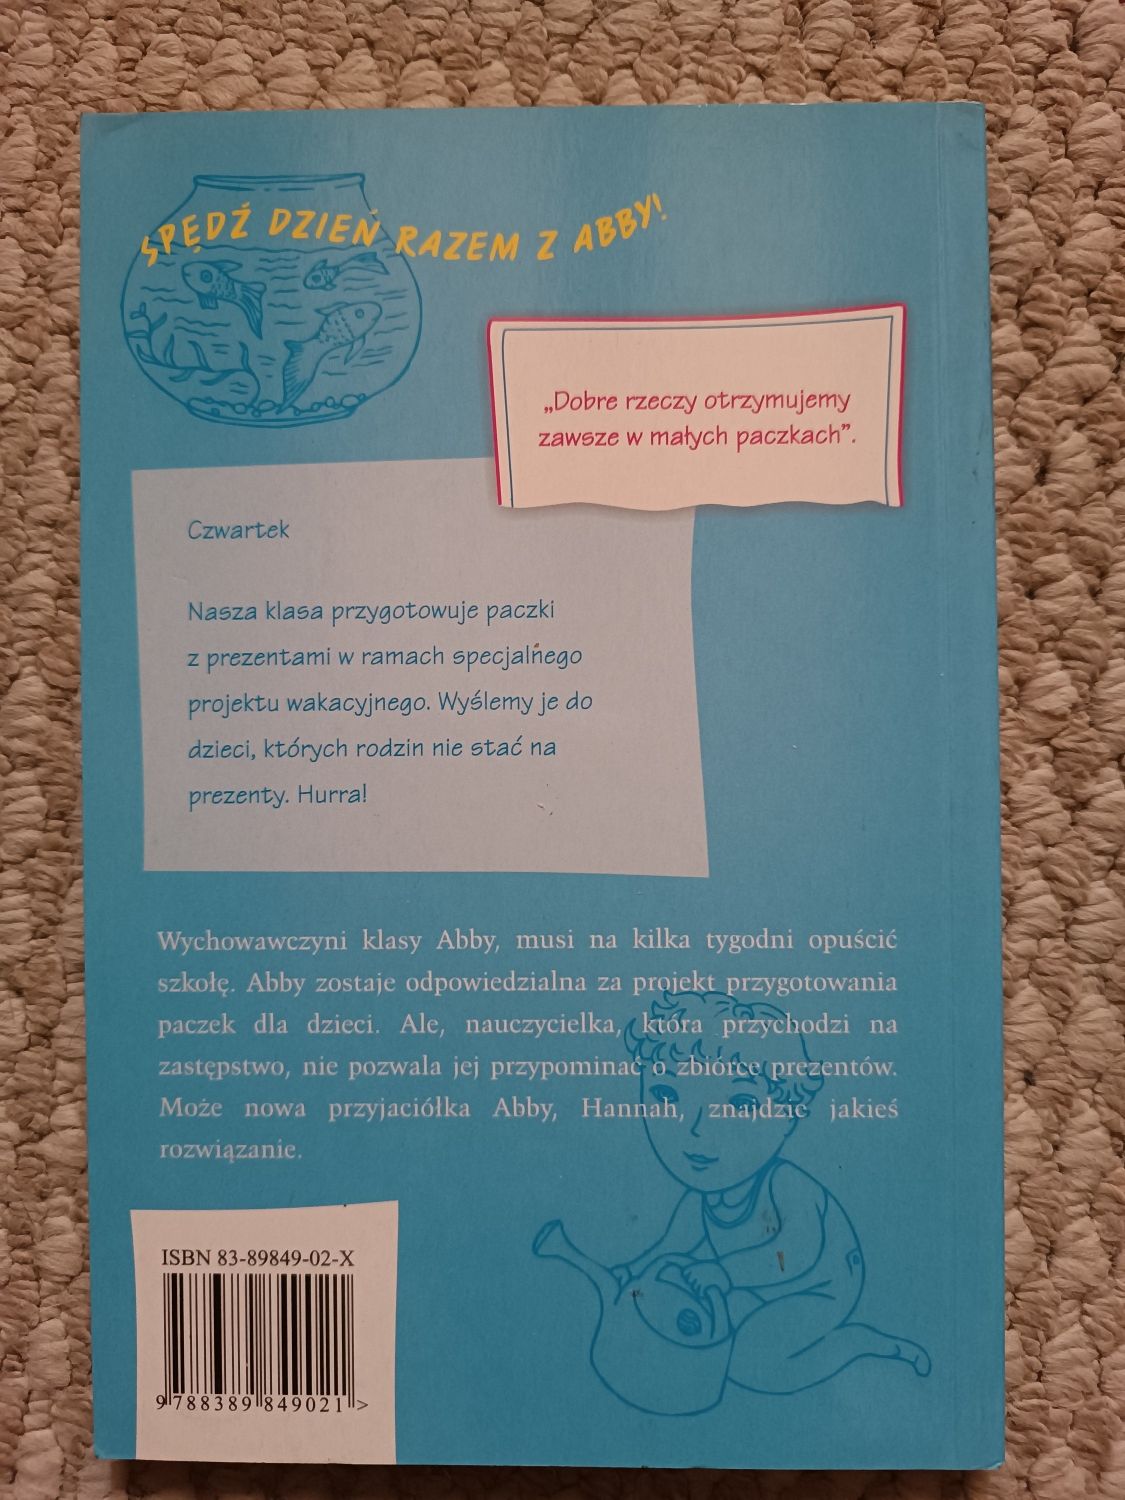 SPĘDŹ DZIEŃ RAZEM Z ABBY!
„Dobre rzeczy otrzymujemy
zawsze w małych paczkach”.
Czwartek
Nasza klasa przygotowuje paczki
z prezentami w ramach specjalnego
projektu wakacyjnego. Wyślemy je do
dzieci, których rodzin nie stać na
prezenty. Hurra!
Wychowawczyni klasy Abby, musi na kilka tygodni opuścić
szkołę. Abby zostaje odpowiedzialna za projekt przygotowania
paczek dla dzieci. Ale, nauczycielka, która przychodzi na
zastępstwo, nie pozwala jej przypominać o zbiórce prezentów.
Może nowa przyjaciółka Abby, Hannah, znajdzie jakieś
rozwiązanie.
ISBN 83-89849-02-X
9 788389 849021 >